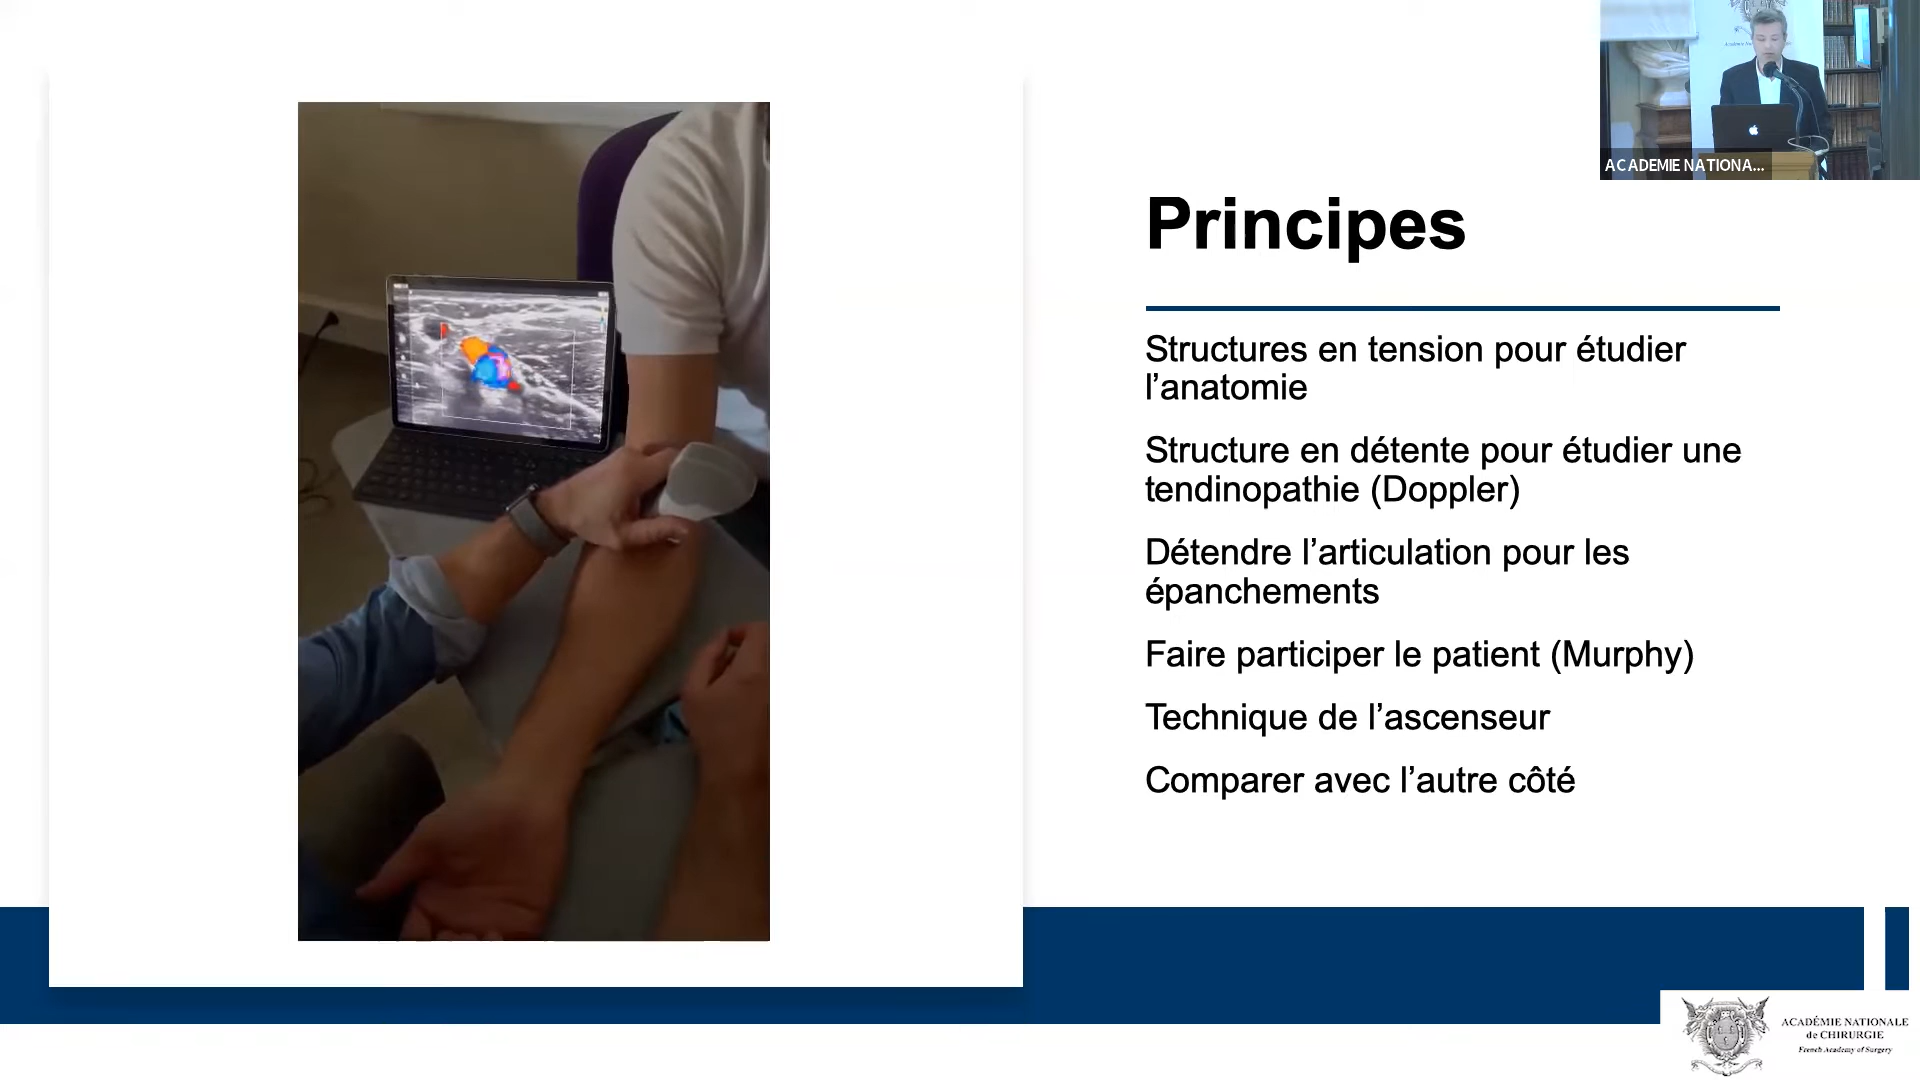 ACADEMIE NATIONA...
Principes
Structures en tension pour étudier
l’anatomie
Structure en détente pour étudier une
tendinopathie (Doppler)
Détendre l’articulation pour les
épanchements
Faire participer le patient (Murphy)
Technique de l’ascenseur
Comparer avec l’autre côté
ACADÉMIE NATIONALE
de CHIRURGIE
French Academy of Surgery